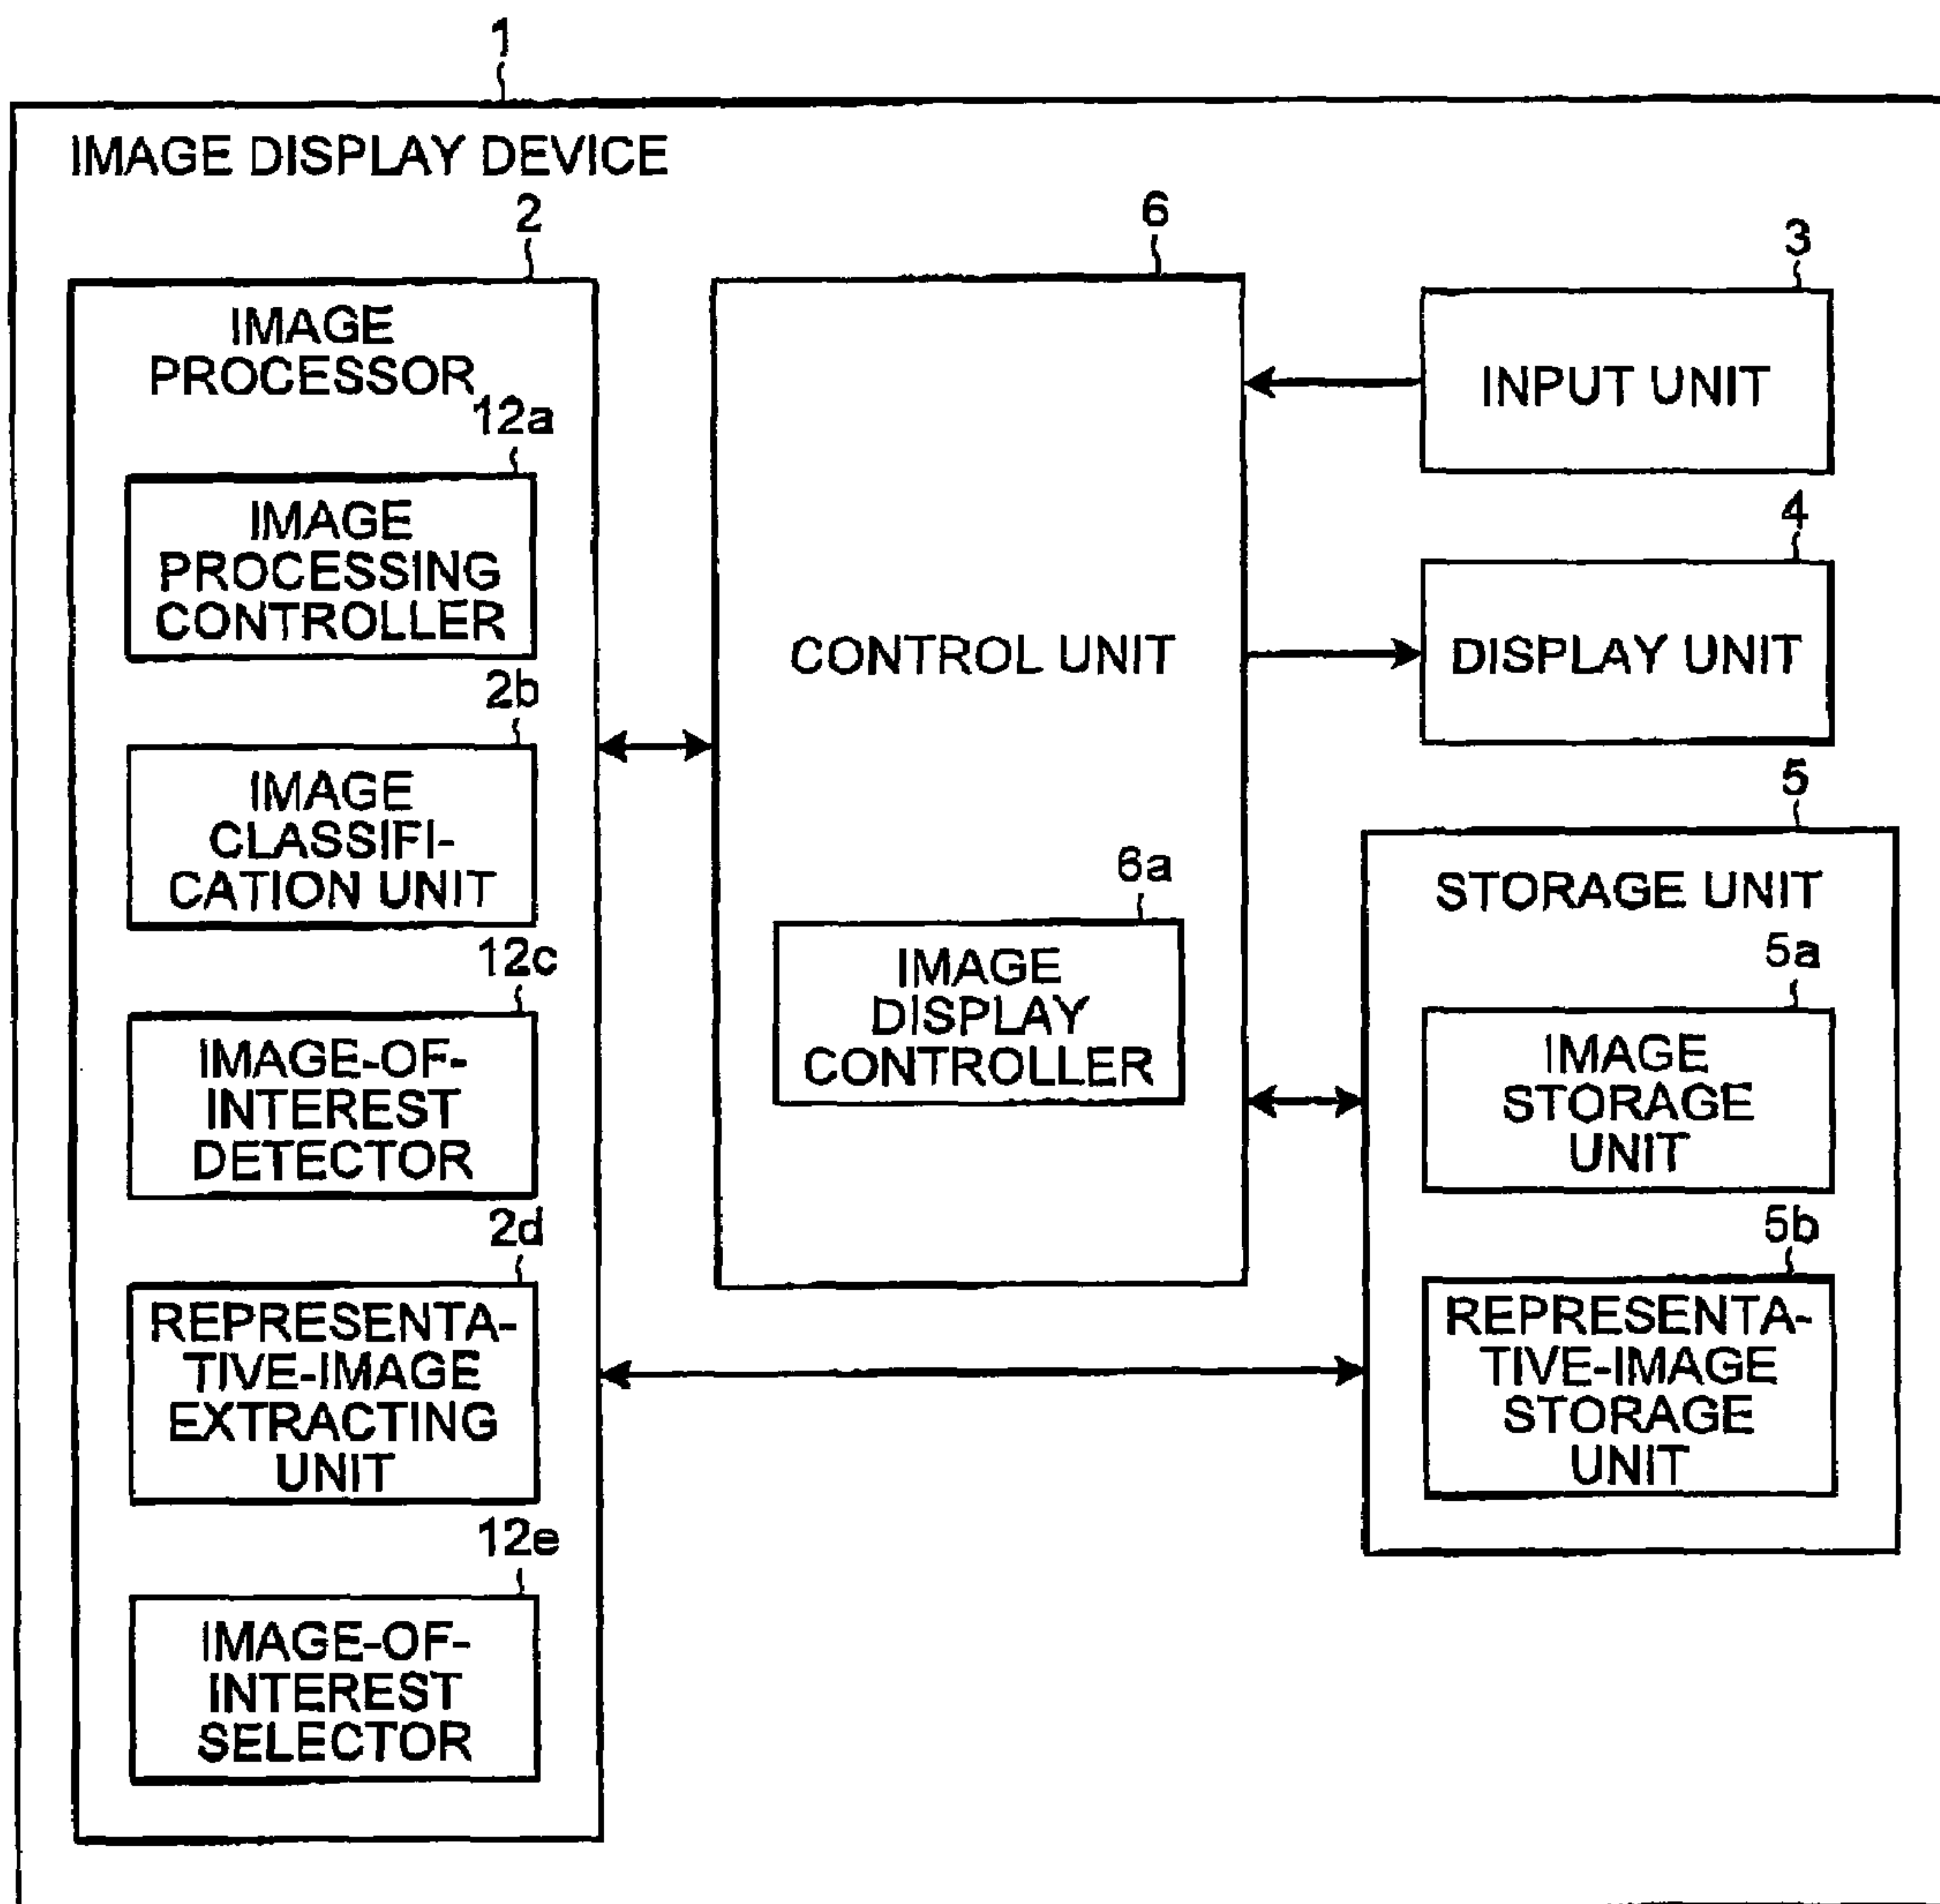 1
IMAGE DISPLAY DEVICE
2
IMAGE
PROCESSOR
12a
IMAGE
PROCESSING
CONTROLLER
2b
IMAGE
CLASSIFI-
CATION UNIT
12c
IMAGE-OF-
INTEREST
DETECTOR
2d
REPRESENTA-
TIVE-IMAGE
EXTRACTING
UNIT
12e
IMAGE-OF-
INTEREST
SELECTOR
6
CONTROL UNIT
6a
IMAGE
DISPLAY
CONTROLLER
3
INPUT UNIT
4
DISPLAY UNIT
5
STORAGE UNIT
5a
IMAGE
STORAGE
UNIT
5b
REPRESENTA-
TIVE-IMAGE
STORAGE
UNIT